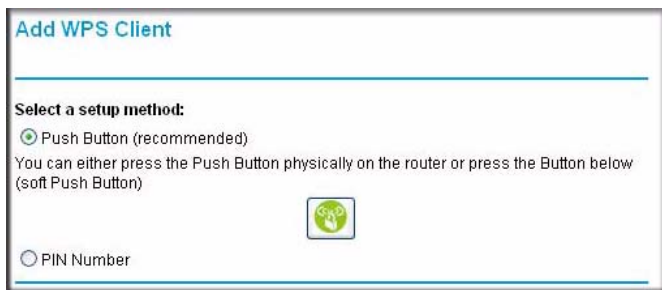 Add WPS Client
Select a setup method:
Push Button (recommended)
You can either press the Push Button physically on the router or press the Button below
(soft Push Button)
PIN Number